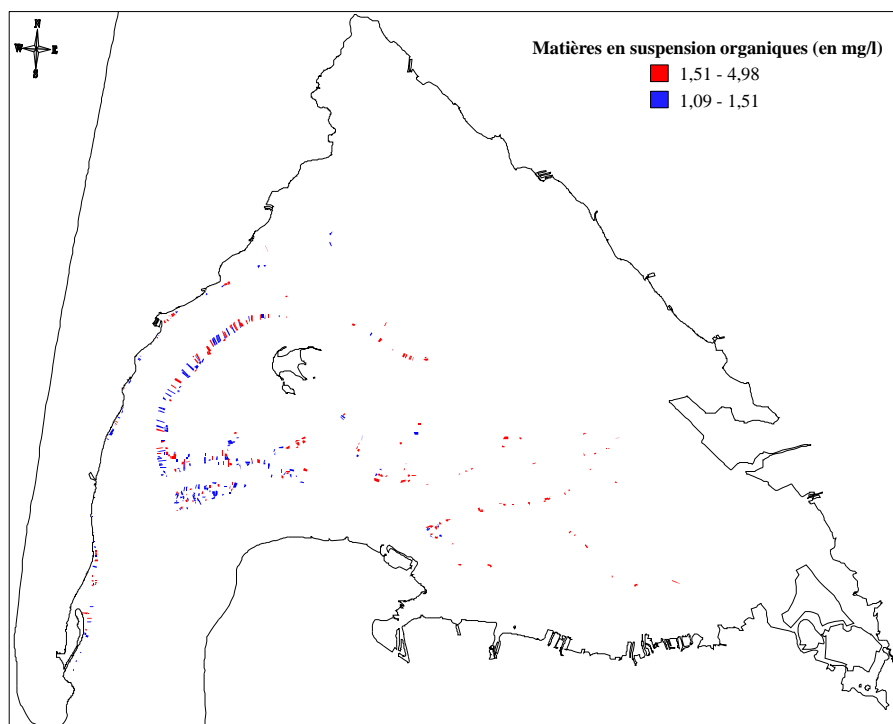 N
W E
S
Matières en suspension organiques (en mg/l)
1,51 - 4,98
1,09 - 1,51